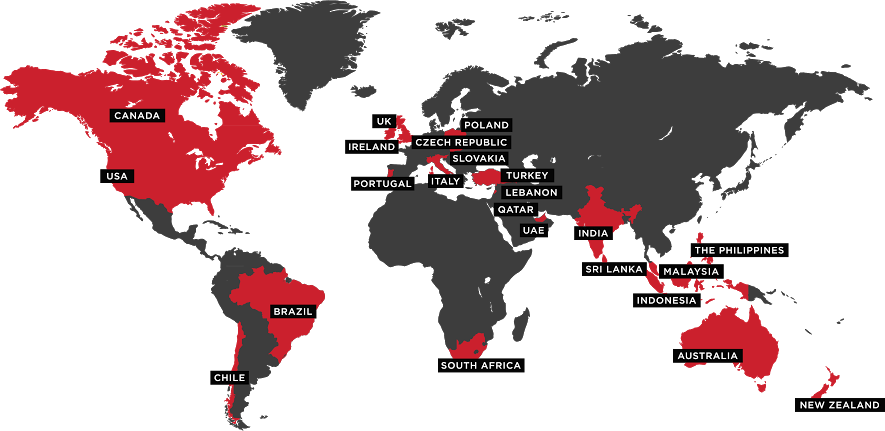 CANADA
UK
POLAND
CZECH REPUBLIC
IRELAND
SLOVAKIA
USA
TURKEY
PORTUGAL
ITALY
LEBANON
QATAR
UAE
INDIA
THE PHILIPPINES
SRI LANKA
MALAYSIA
INDONESIA
BRAZIL
AUSTRALIA
SOUTH AFRICA
CHILE
NEW ZEALAND